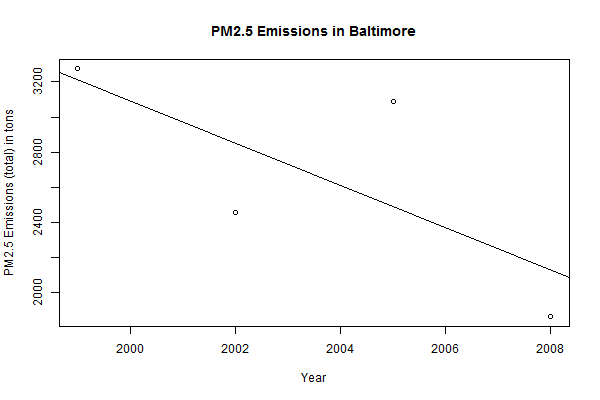 PM2.5 Emissions in Baltimore
PM2.5 Emissions (total) in tons
3200
2800
2400
2000
2000 2002 2004 2006 2008
Year